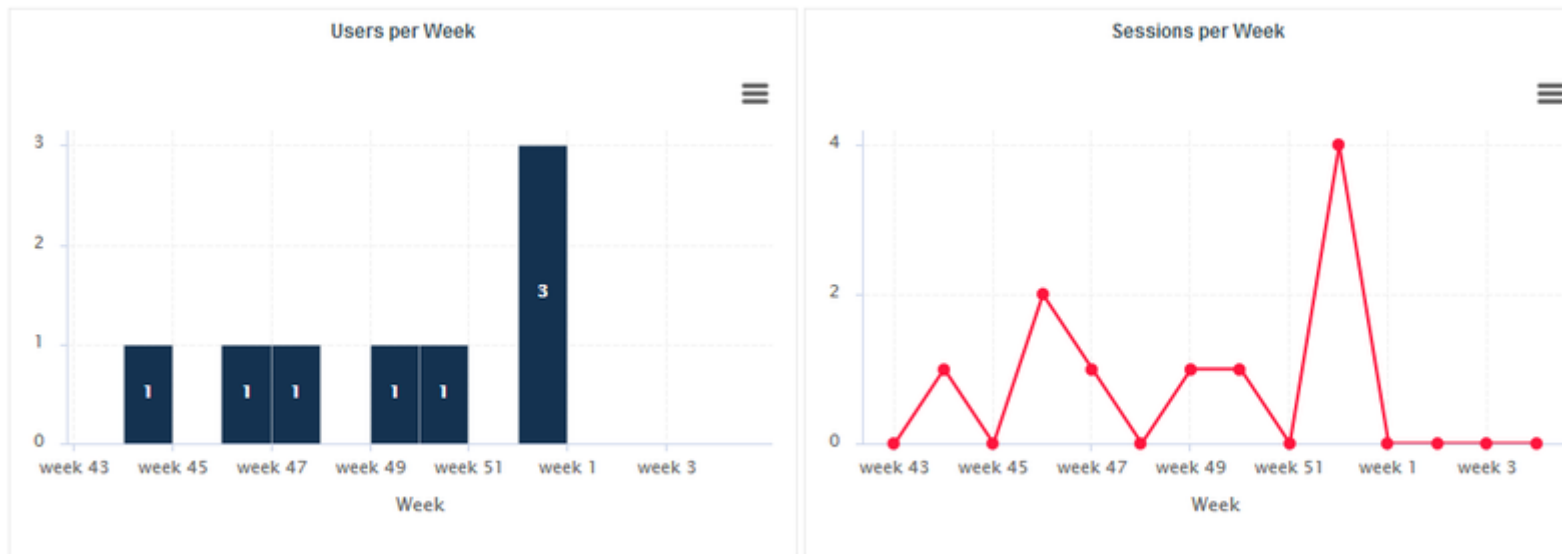 Users per Week
3
2
1
0
1
1
1
1
1
3
week 43
week 45
week 47
week 49
week 51
week 1
week 3
Week
Sessions per Week
4
2
0
week 43
week 45
week 47
week 49
week 51
week 1
week 3
Week